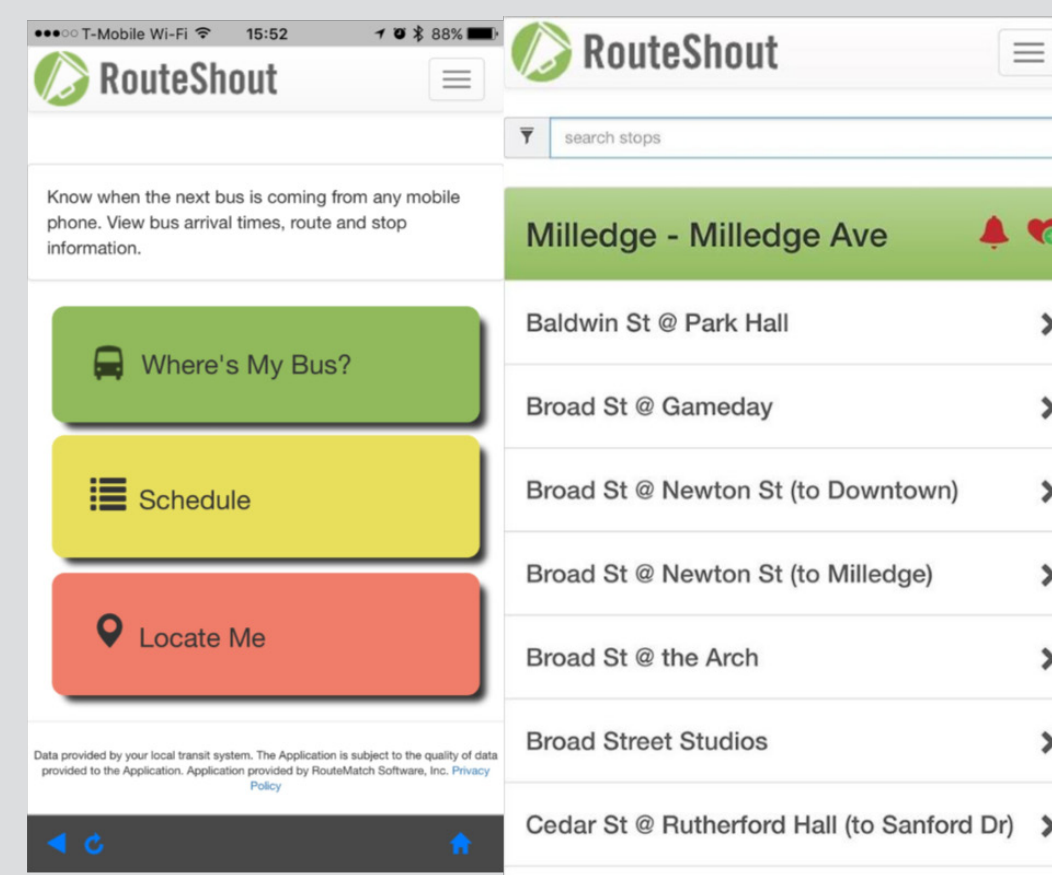 T-Mobile Wi-Fi 15:52 88%
RouteShout
Know when the next bus is coming from any mobile
phone. View bus arrival times, route and stop
information.
Where's My Bus?
Schedule
Locate Me
Data provided by your local transit system. The Application is subject to the quality of data
provided to the Application. Application provided by RouteMatch Software, Inc. Privacy
Policy
RouteShout
search stops
Milledge - Milledge Ave
Baldwin St @ Park Hall
Broad St @ Gameday
Broad St @ Newton St (to Downtown)
Broad St @ Newton St (to Milledge)
Broad St @ the Arch
Broad Street Studios
Cedar St @ Rutherford Hall (to Sanford Dr)